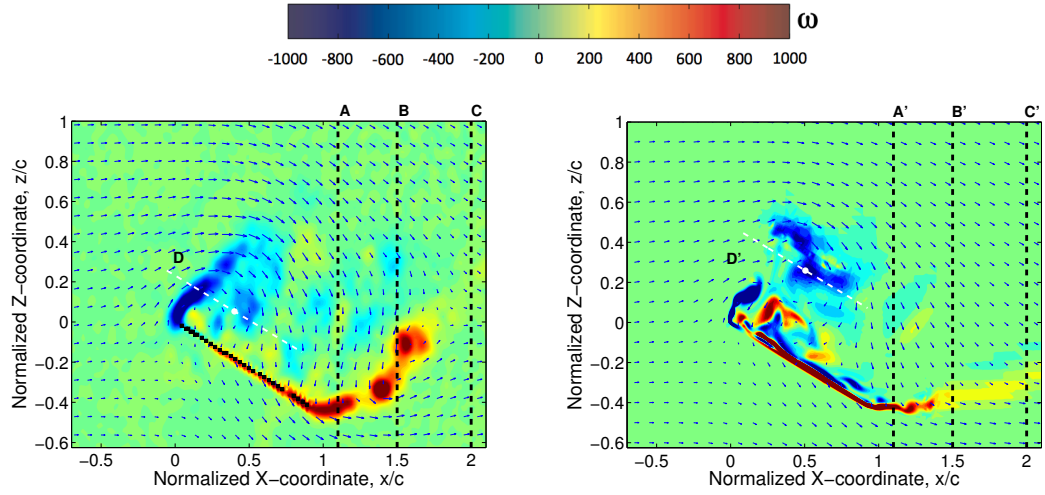 ω
-1000 -800 -600 -400 -200 0 200 400 600 800 1000
A B C
A' B' C'
1
0.8
0.6
0.4
0.2
0
−0.2
−0.4
−0.6
D
−0.5 0 0.5 1 1.5 2
Normalized X−coordinate, x/c
Normalized Z−coordinate, z/c
1
0.8
0.6
0.4
0.2
0
−0.2
−0.4
−0.6
D'
−0.5 0 0.5 1 1.5 2
Normalized X−coordinate, x/c
Normalized Z−coordinate, z/c